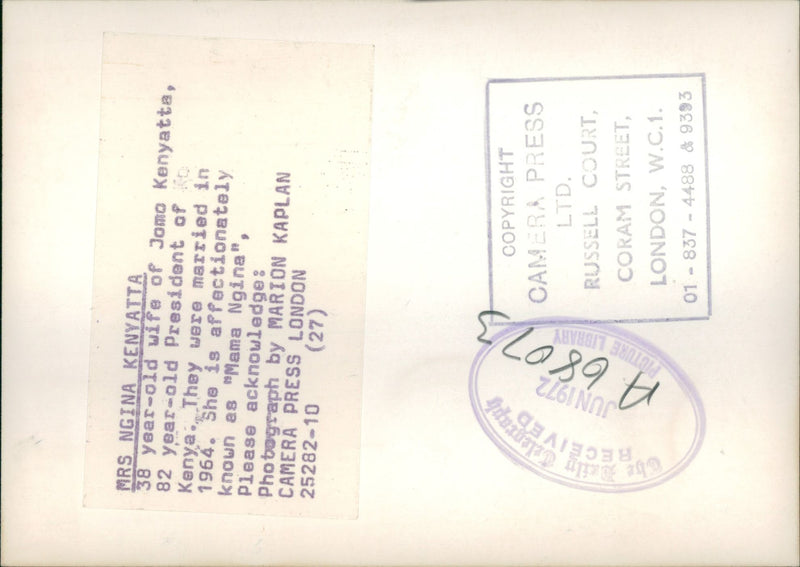 MRS NGINA KENYATTA
38 year-old wife of Jomo Kenyatta,
82 year-old president of
Kenya. They were married in
1964. She is affectionately
known as "Mama Ngina",
Please acknowledge:
Photograph by MARION KAPLAN
CAMERA PRESS LONDON
25282-10 (27)
COPYRIGHT
CAMERA PRESS
LTD.
RUSSELL COURT,
CORAM STREET,
LONDON, W.C.1.
01 - 837 - 4488 & 9393
The Daily Telegraph
RECEIVED
JUN1972
PICTURE LIBRARY
A 68073